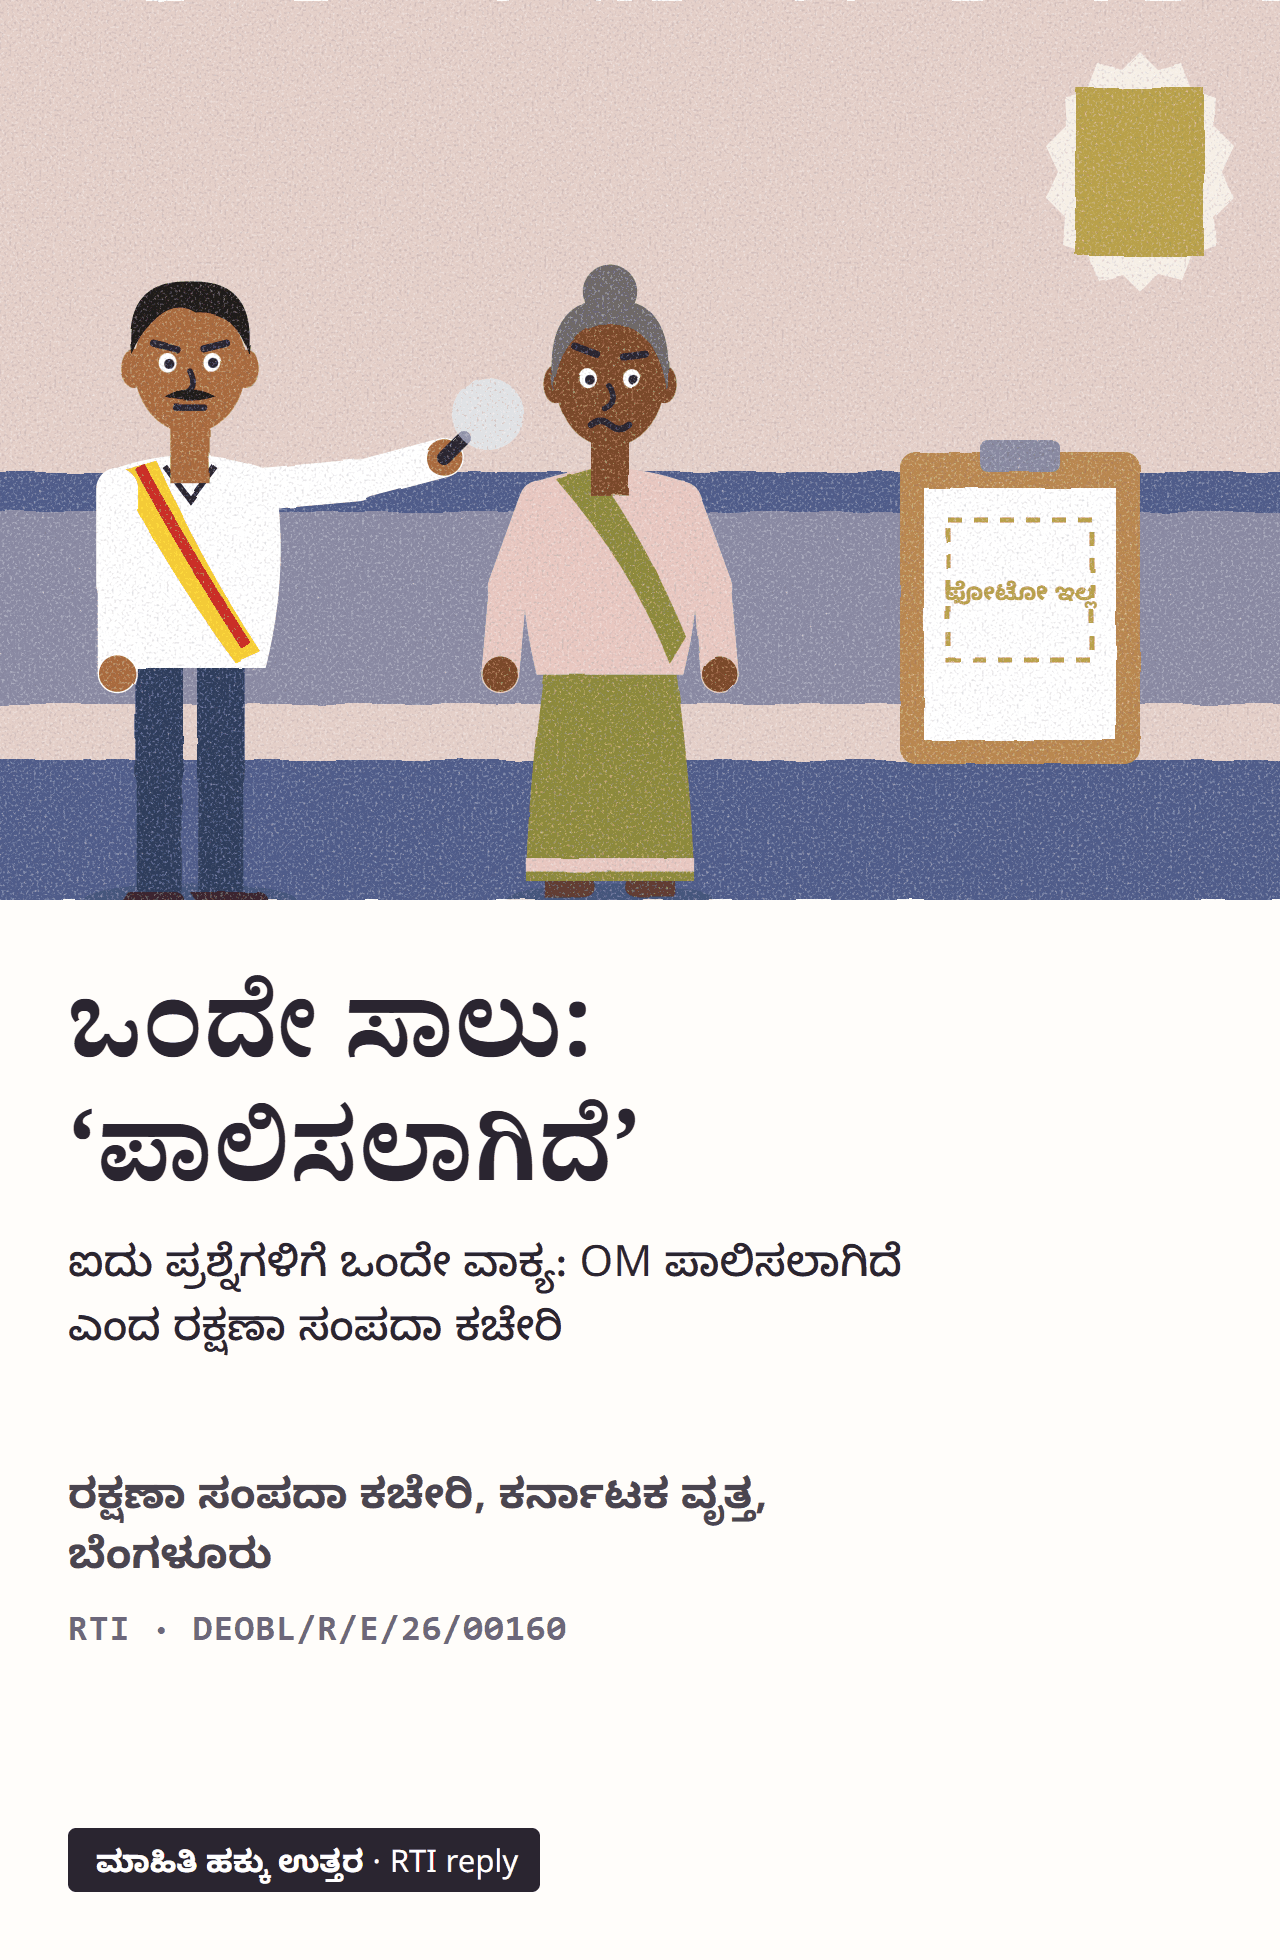 ಫೋಟೋ ಇಲ್ಲ
ಒಂದೇ ಸಾಲು:
‘ಪಾಲಿಸಲಾಗಿದೆ’
ಐದು ಪ್ರಶ್ನೆಗಳಿಗೆ ಒಂದೇ ವಾಕ್ಯ: OM ಪಾಲಿಸಲಾಗಿದೆ
ಎಂದ ರಕ್ಷಣಾ ಸಂಪದಾ ಕಚೇರಿ
ರಕ್ಷಣಾ ಸಂಪದಾ ಕಚೇರಿ, ಕರ್ನಾಟಕ ವೃತ್ತ,
ಬೆಂಗಳೂರು
RTI · DEOBL/R/E/26/00160
ಮಾಹಿತಿ ಹಕ್ಕು ಉತ್ತರ · RTI reply